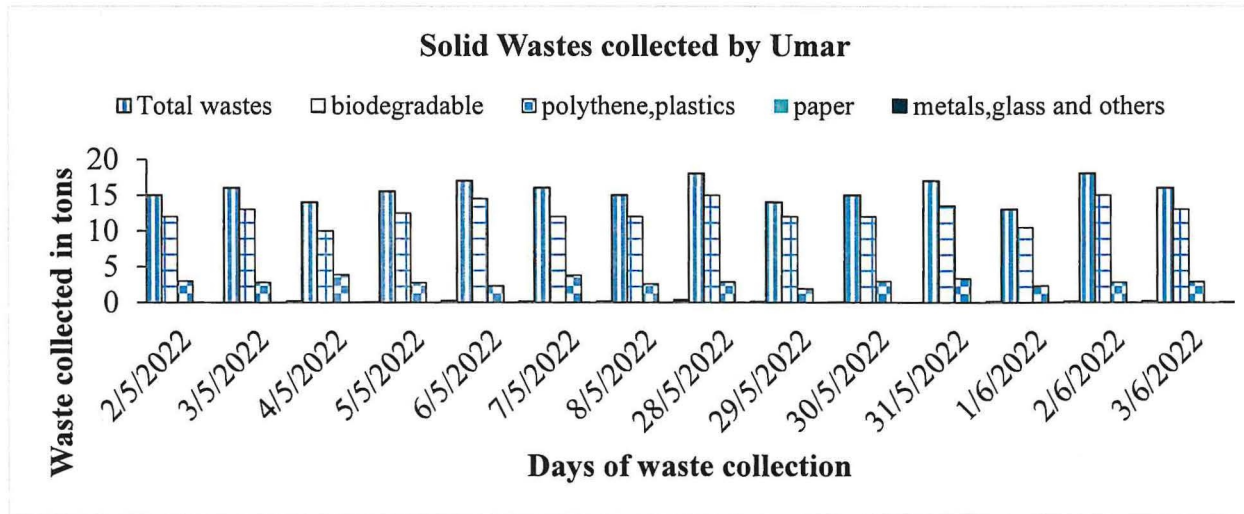 Solid Wastes collected by Umar
Total wastes biodegradable polythene,plastics paper metals,glass and others
Waste collected in tons
20
15
10
5
0
2/5/2022 3/5/2022 4/5/2022 5/5/2022 6/5/2022 7/5/2022 8/5/2022 28/5/2022 29/5/2022 30/5/2022 31/5/2022 1/6/2022 2/6/2022 3/6/2022
Days of waste collection